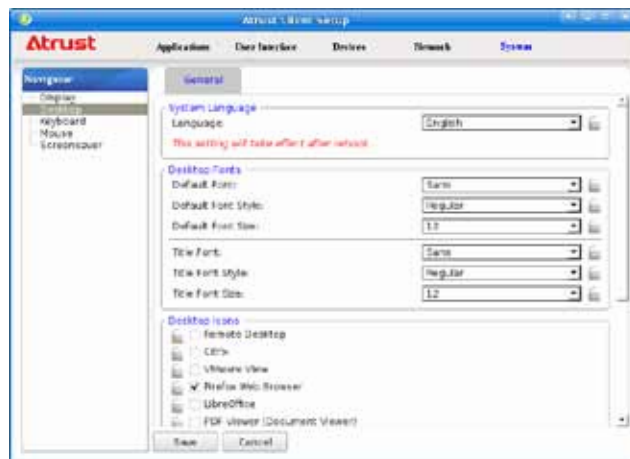 Atrust Client Setup
Atrust
Applications User Interface Devices Network System
Navigator
General
Display
Desktop
Keyboard
Mouse
Screensaver
System Language
Language: English
This setting will take effect after reboot.
Desktop Fonts
Default Font: Sans
Default Font Style: Regular
Default Font Size:
Title Font: Sans
Title Font Style: Regular
Title Font Size: 12
Desktop Icons
Remote Desktop
Citrix
VMware View
Firefox Web Browser
LibreOffice
PDF Viewer (Document Viewer)
Save Cancel